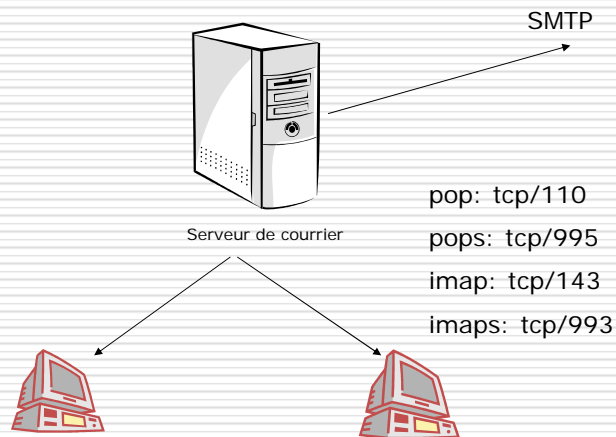 SMTP
pop: tcp/110
Serveur de courrier
pops: tcp/995
imap: tcp/143
imaps: tcp/993